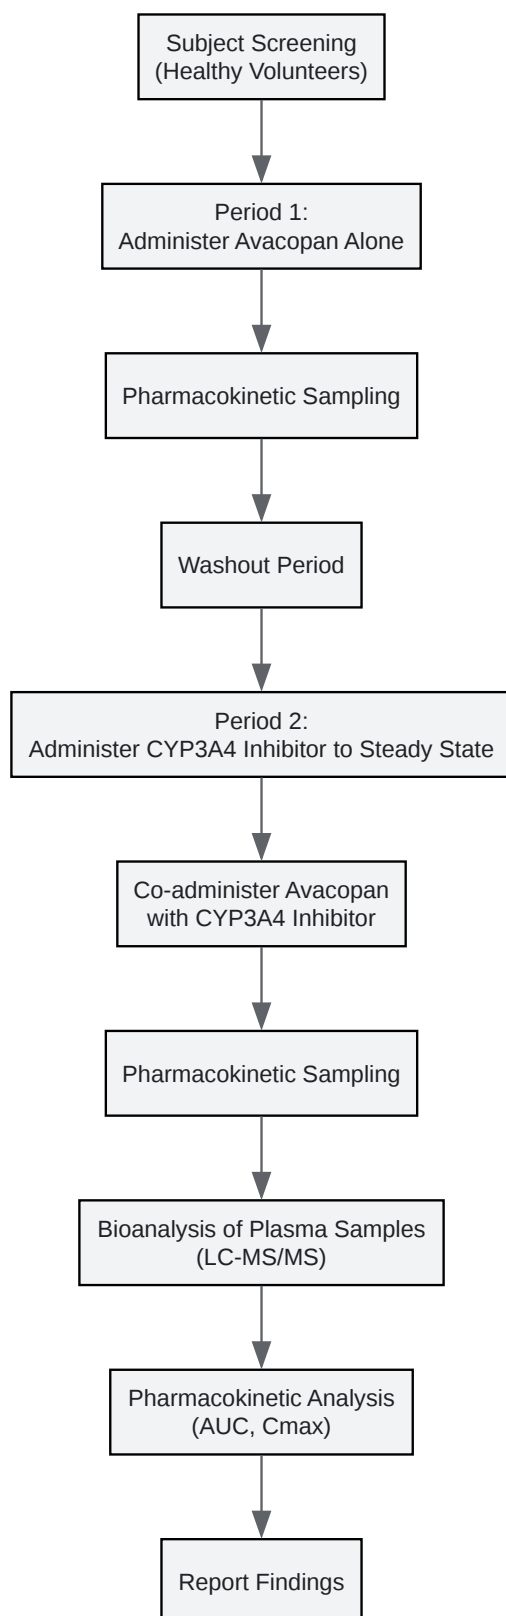 Subject Screening
(Healthy Volunteers)
Period 1:
Administer Avacopan Alone
Pharmacokinetic Sampling
Washout Period
Period 2:
Administer CYP3A4 Inhibitor to Steady State
Co-administer Avacopan
with CYP3A4 Inhibitor
Pharmacokinetic Sampling
Bioanalysis of Plasma Samples
(LC-MS/MS)
Pharmacokinetic Analysis
(AUC, Cmax)
Report Findings